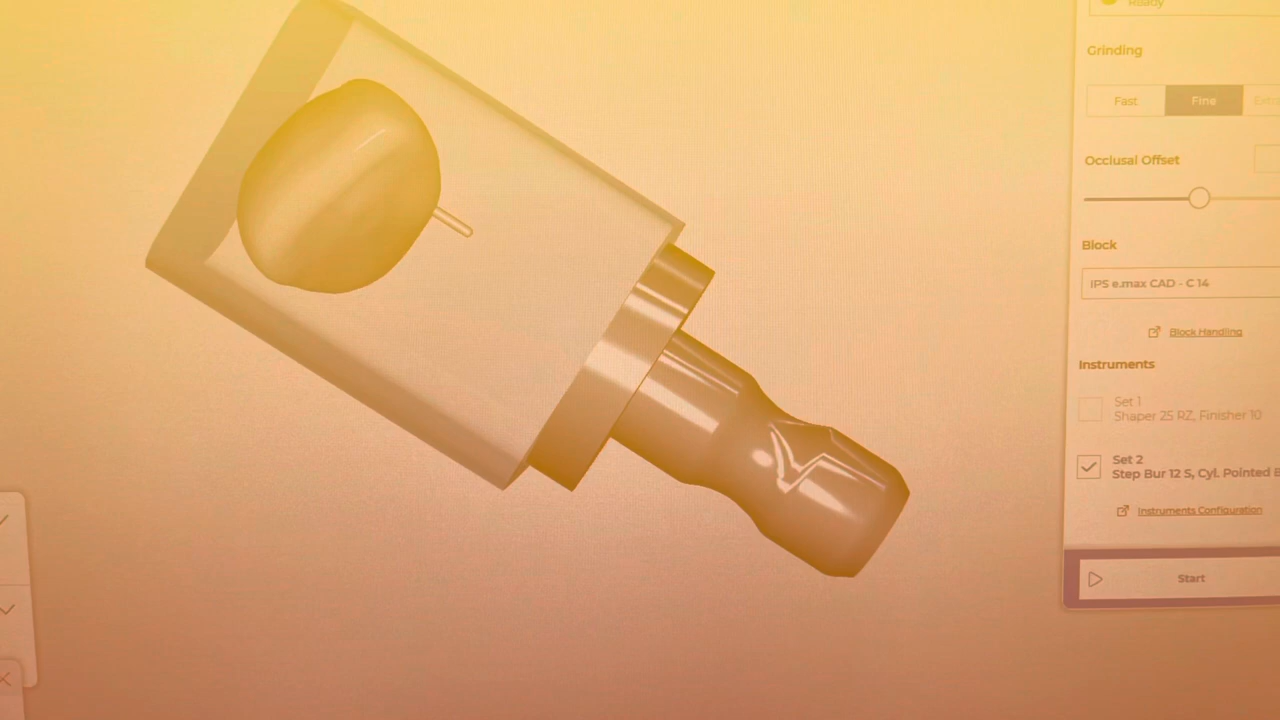 Ready
Grinding
Fast
Fine
Occlusal Offset
Block
IPS e.max CAD - C 14
Block Handling
Instruments
Set 1
Shaper 25 RZ, Finisher 10
Set 2
Step Bur 12 S, Cyl. Pointed
Instruments Configuration
Start